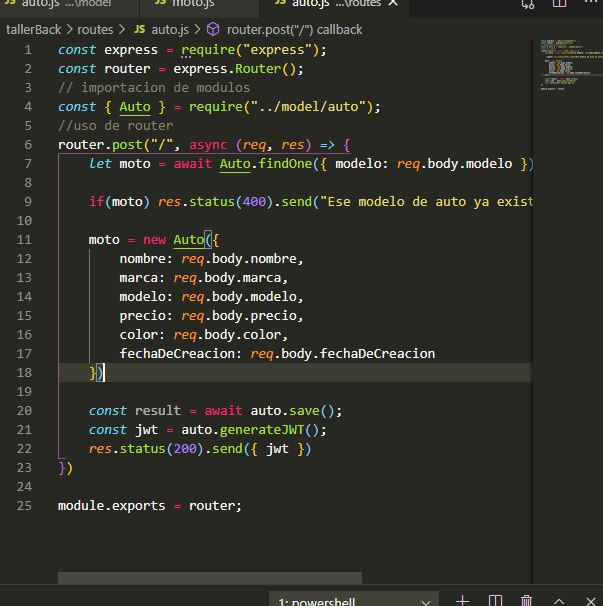 auto.js ...\model
moto.js
auto.js ...\routes
tallerBack > routes > JS auto.js > router.post("/") callback
1 const express = require("express");
2 const router = express.Router();
3 // importacion de modulos
4 const { Auto } = require("../model/auto");
5 //uso de router
6 router.post("/", async (req, res) => {
7 let moto = await Auto.findOne({ modelo: req.body.modelo })
8
9 if(moto) res.status(400).send("Ese modelo de auto ya exist
10
11 moto = new Auto({
12 nombre: req.body.nombre,
13 marca: req.body.marca,
14 modelo: req.body.modelo,
15 precio: req.body.precio,
16 color: req.body.color,
17 fechaDeCreacion: req.body.fechaDeCreacion
18 })
19
20 const result = await auto.save();
21 const jwt = auto.generateJWT();
22 res.status(200).send({ jwt })
23 })
24
25 module.exports = router;
1: powershell